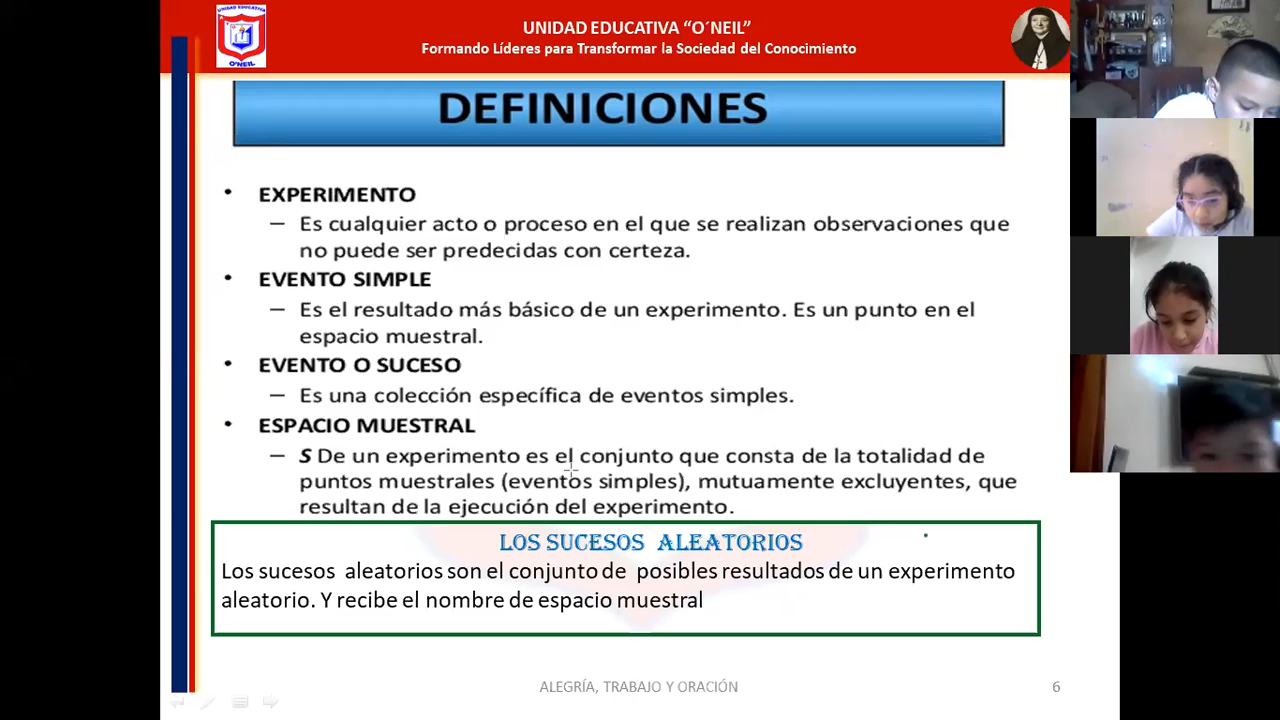 UNIDAD EDUCATIVA
O'NEIL
UNIDAD EDUCATIVA “O´NEIL”
Formando Líderes para Transformar la Sociedad del Conocimiento
DEFINICIONES
• EXPERIMENTO
– Es cualquier acto o proceso en el que se realizan observaciones que
no puede ser predecidas con certeza.
• EVENTO SIMPLE
– Es el resultado más básico de un experimento. Es un punto en el
espacio muestral.
• EVENTO O SUCESO
– Es una colección específica de eventos simples.
• ESPACIO MUESTRAL
– S De un experimento es el conjunto que consta de la totalidad de
puntos muestrales (eventos simples), mutuamente excluyentes, que
resultan de la ejecución del experimento.
LOS SUCESOS ALEATORIOS
Los sucesos aleatorios son el conjunto de posibles resultados de un experimento
aleatorio. Y recibe el nombre de espacio muestral
ALEGRÍA, TRABAJO Y ORACIÓN
6